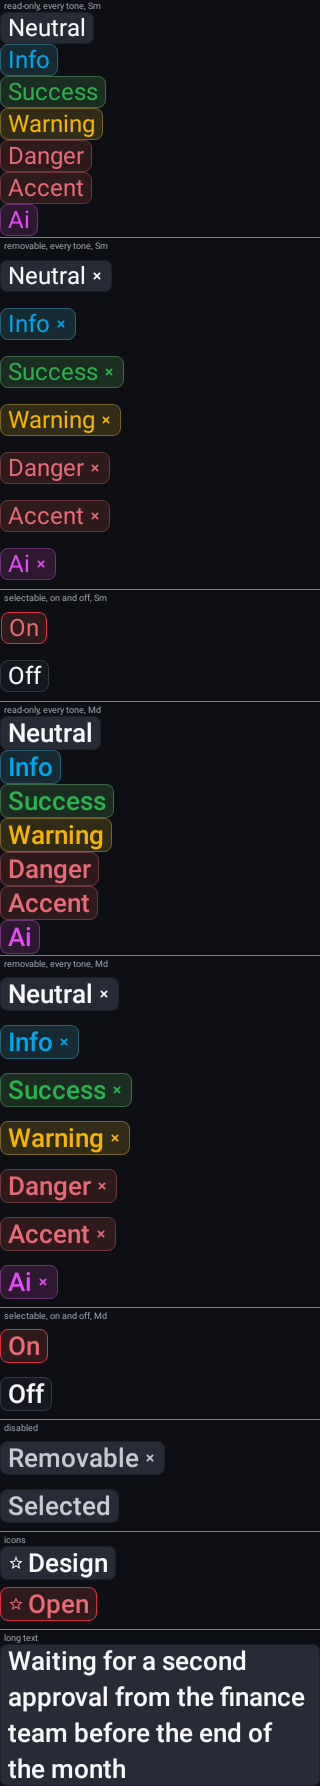 read-only, every tone, Sm
Neutral
Info
Success
Warning
Danger
Accent
Ai
removable, every tone, Sm
Neutral ×
Info ×
Success ×
Warning ×
Danger ×
Accent ×
Ai ×
selectable, on and off, Sm
On
Off
read-only, every tone, Md
Neutral
Info
Success
Warning
Danger
Accent
Ai
removable, every tone, Md
Neutral ×
Info ×
Success ×
Warning ×
Danger ×
Accent ×
Ai ×
selectable, on and off, Md
On
Off
disabled
Removable ×
Selected
icons
☆ Design
☆ Open
long text
Waiting for a second
approval from the finance
team before the end of
the month